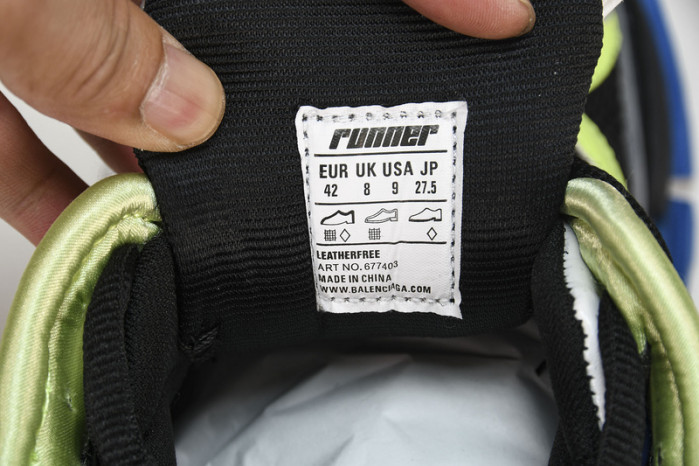 runner
EUR UK USA JP
42 8 9 27.5
LEATHERFREE
ART NO. 677403
MADE IN CHINA
WWW.BALENCIAGA.COM